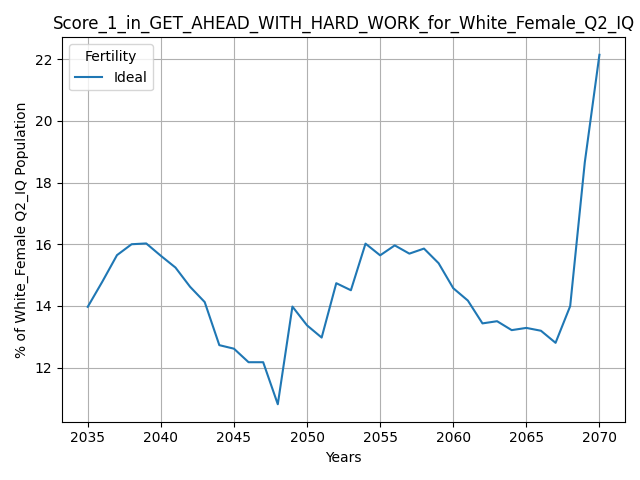 Score_1_in_GET_AHEAD_WITH_HARD_WORK_for_White_Female_Q2_IQ
Fertility
Ideal
% of White_Female Q2_IQ Population
22
20
18
16
14
12
2035 2040 2045 2050 2055 2060 2065 2070
Years